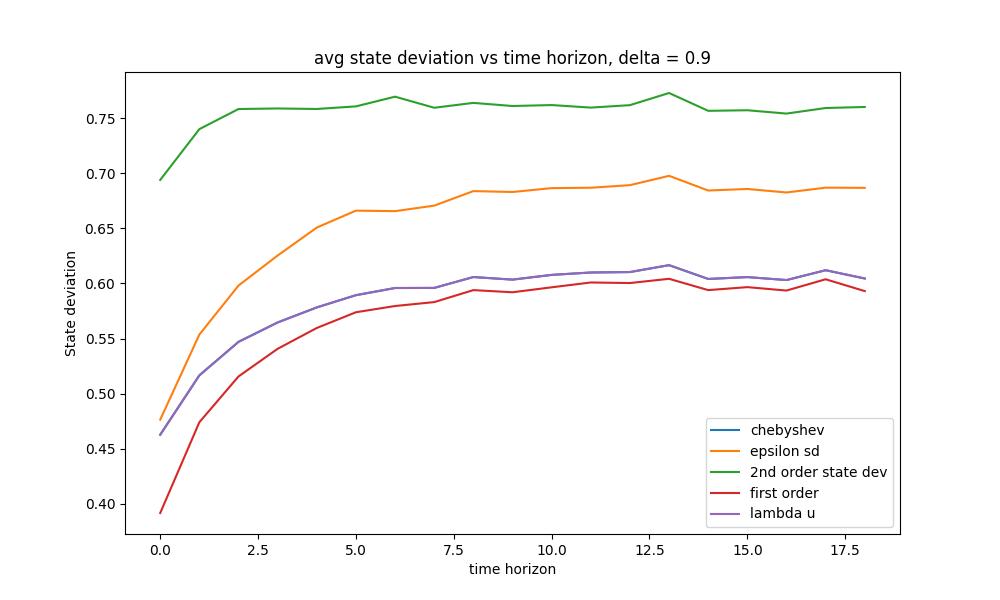 avg state deviation vs time horizon, delta = 0.9
0.75
0.70
0.65
0.60
0.55
0.50
0.45
0.40
State deviation
chebyshev
epsilon sd
2nd order state dev
first order
lambda u
0.0 2.5 5.0 7.5 10.0 12.5 15.0 17.5
time horizon